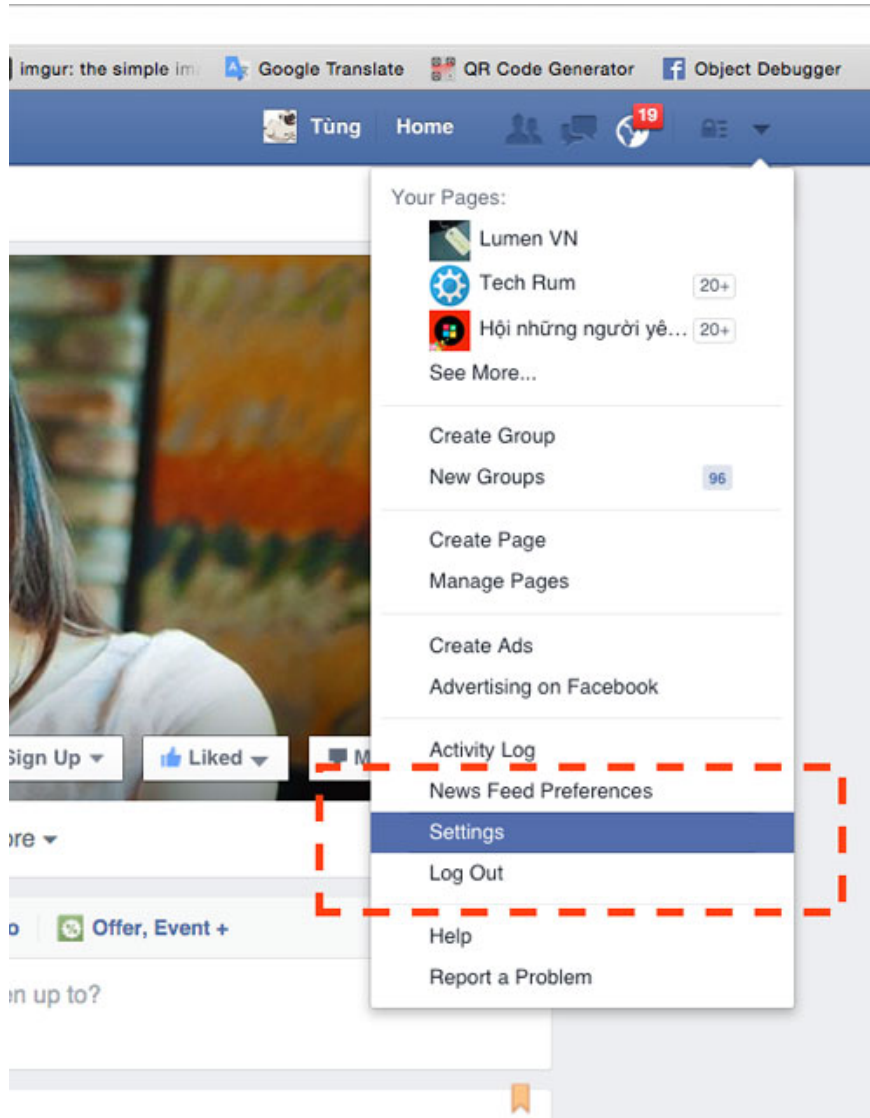 imgur: the simple im
Google Translate
QR Code Generator
Object Debugger
Tùng
Home
19
Your Pages:
Lumen VN
Tech Rum 20+
Hội những người yê... 20+
See More...
Create Group
New Groups 96
Create Page
Manage Pages
Create Ads
Advertising on Facebook
Activity Log
News Feed Preferences
Settings
Log Out
Help
Report a Problem
Sign Up
Liked
M
ore
o
Offer, Event +
en up to?